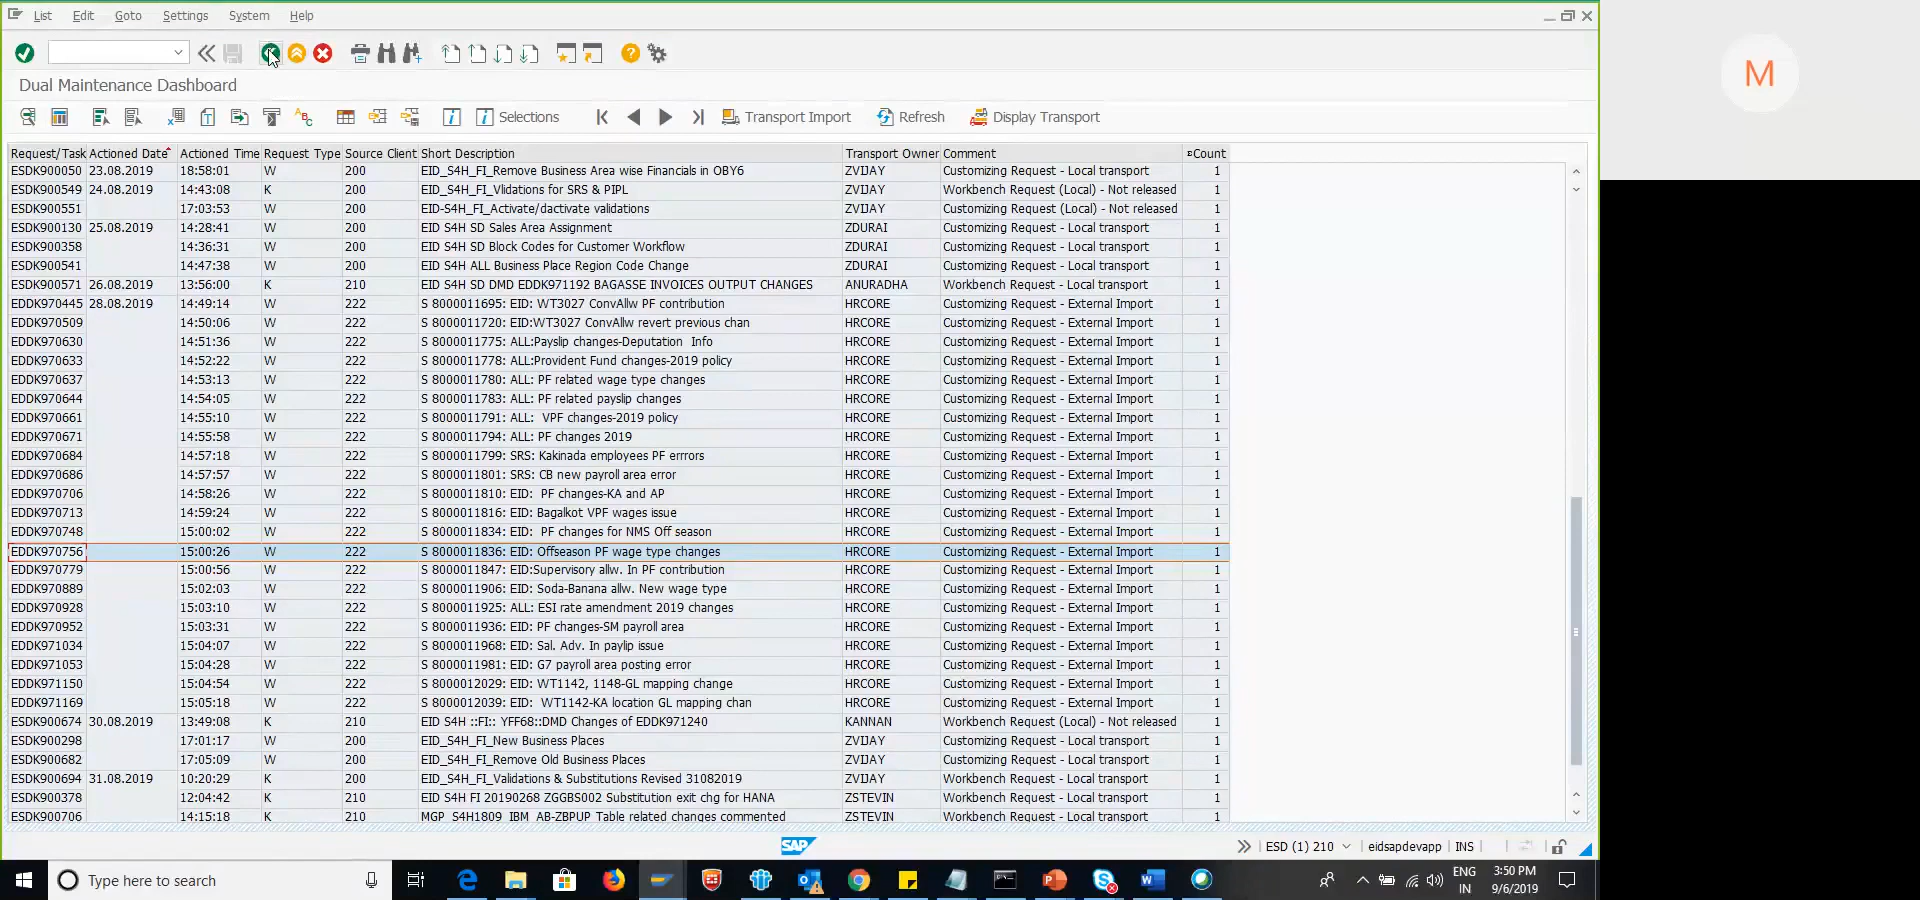 List Edit Goto Settings System Help
Dual Maintenance Dashboard
Selections Transport Import Refresh Display Transport
Request/Task Actioned Date Actioned Time Request Type Source Client Short Description Transport Owner Comment Count
ESDK900050 23.08.2019 18:58:01 W 200 EID_S4H_FI_Remove Business Area wise Financials in OBY6 ZVIJAY Customizing Request - Local transport 1
ESDK900549 24.08.2019 14:43:08 K 200 EID_S4H_FI_Vlidations for SRS & PIPL ZVIJAY Workbench Request (Local) - Not released 1
ESDK900551 17:03:53 W 200 EID-S4H_FI_Activate/dactivate validations ZVIJAY Customizing Request (Local) - Not released 1
ESDK900130 25.08.2019 14:28:41 W 200 EID S4H SD Sales Area Assignment ZDURAI Customizing Request - Local transport 1
ESDK900358 14:36:31 W 200 EID S4H SD Block Codes for Customer Workflow ZDURAI Customizing Request - Local transport 1
ESDK900541 14:47:38 W 200 EID S4H ALL Business Place Region Code Change ZDURAI Customizing Request - Local transport 1
ESDK900571 26.08.2019 13:56:00 K 210 EID S4H SD DMD EDDK971192 BAGASSE INVOICES OUTPUT CHANGES ANURADHA Workbench Request - Local transport 1
EDDK970445 28.08.2019 14:49:14 W 222 S 8000011695: EID: WT3027 ConvAllw PF contribution HRCORE Customizing Request - External Import 1
EDDK970509 14:50:06 W 222 S 8000011720: EID:WT3027 ConvAllw revert previous chan HRCORE Customizing Request - External Import 1
EDDK970630 14:51:36 W 222 S 8000011775: ALL:Payslip changes-Deputation Info HRCORE Customizing Request - External Import 1
EDDK970633 14:52:22 W 222 S 8000011778: ALL:Provident Fund changes-2019 policy HRCORE Customizing Request - External Import 1
EDDK970637 14:53:13 W 222 S 8000011780: ALL: PF related wage type changes HRCORE Customizing Request - External Import 1
EDDK970644 14:54:05 W 222 S 8000011783: ALL: PF related payslip changes HRCORE Customizing Request - External Import 1
EDDK970661 14:55:10 W 222 S 8000011791: ALL: VPF changes-2019 policy HRCORE Customizing Request - External Import 1
EDDK970671 14:55:58 W 222 S 8000011794: ALL: PF changes 2019 HRCORE Customizing Request - External Import 1
EDDK970684 14:57:18 W 222 S 8000011799: SRS: Kakinada employees PF errrors HRCORE Customizing Request - External Import 1
EDDK970686 14:57:57 W 222 S 8000011801: SRS: CB new payroll area error HRCORE Customizing Request - External Import 1
EDDK970706 14:58:26 W 222 S 8000011810: EID: PF changes-KA and AP HRCORE Customizing Request - External Import 1
EDDK970713 14:59:24 W 222 S 8000011816: EID: Bagalkot VPF wages issue HRCORE Customizing Request - External Import 1
EDDK970748 15:00:02 W 222 S 8000011834: EID: PF changes for NMS Off season HRCORE Customizing Request - External Import 1
EDDK970756 15:00:26 W 222 S 8000011836: EID: Offseason PF wage type changes HRCORE Customizing Request - External Import 1
EDDK970779 15:00:56 W 222 S 8000011847: EID:Supervisory allw. In PF contribution HRCORE Customizing Request - External Import 1
EDDK970889 15:02:03 W 222 S 8000011906: EID: Soda-Banana allw. New wage type HRCORE Customizing Request - External Import 1
EDDK970928 15:03:10 W 222 S 8000011925: ALL: ESI rate amendment 2019 changes HRCORE Customizing Request - External Import 1
EDDK970952 15:03:31 W 222 S 8000011936: EID: PF changes-SM payroll area HRCORE Customizing Request - External Import 1
EDDK971034 15:04:07 W 222 S 8000011968: EID: Sal. Adv. In paylip issue HRCORE Customizing Request - External Import 1
EDDK971053 15:04:28 W 222 S 8000011981: EID: G7 payroll area posting error HRCORE Customizing Request - External Import 1
EDDK971150 15:04:54 W 222 S 8000012029: EID: WT1142, 1148-GL mapping change HRCORE Customizing Request - External Import 1
EDDK971169 15:05:18 W 222 S 8000012039: EID: WT1142-KA location GL mapping chan HRCORE Customizing Request - External Import 1
ESDK900674 30.08.2019 13:49:08 K 210 EID S4H ::FI:: YFF68::DMD Changes of EDDK971240 KANNAN Workbench Request (Local) - Not released 1
ESDK900298 17:01:17 W 200 EID_S4H_FI_New Business Places ZVIJAY Customizing Request - Local transport 1
ESDK900682 17:05:09 W 200 EID_S4H_FI_Remove Old Business Places ZVIJAY Customizing Request - Local transport 1
ESDK900694 31.08.2019 10:20:29 K 200 EID_S4H_FI_Validations & Substitutions Revised 31082019 ZVIJAY Workbench Request - Local transport 1
ESDK900378 12:04:42 K 210 EID S4H FI 20190268 ZGGBS002 Substitution exit chg for HANA ZSTEVIN Workbench Request - Local transport 1
ESDK900706 14:15:18 K 210 MGP_S4H1809_IBM_AB-ZBPUP_Table related changes commented ZSTEVIN Workbench Request - Local transport 1
SAP ESD (1) 210 eidsapdevapp INS
Type here to search ENG IN 3:50 PM 9/6/2019
M